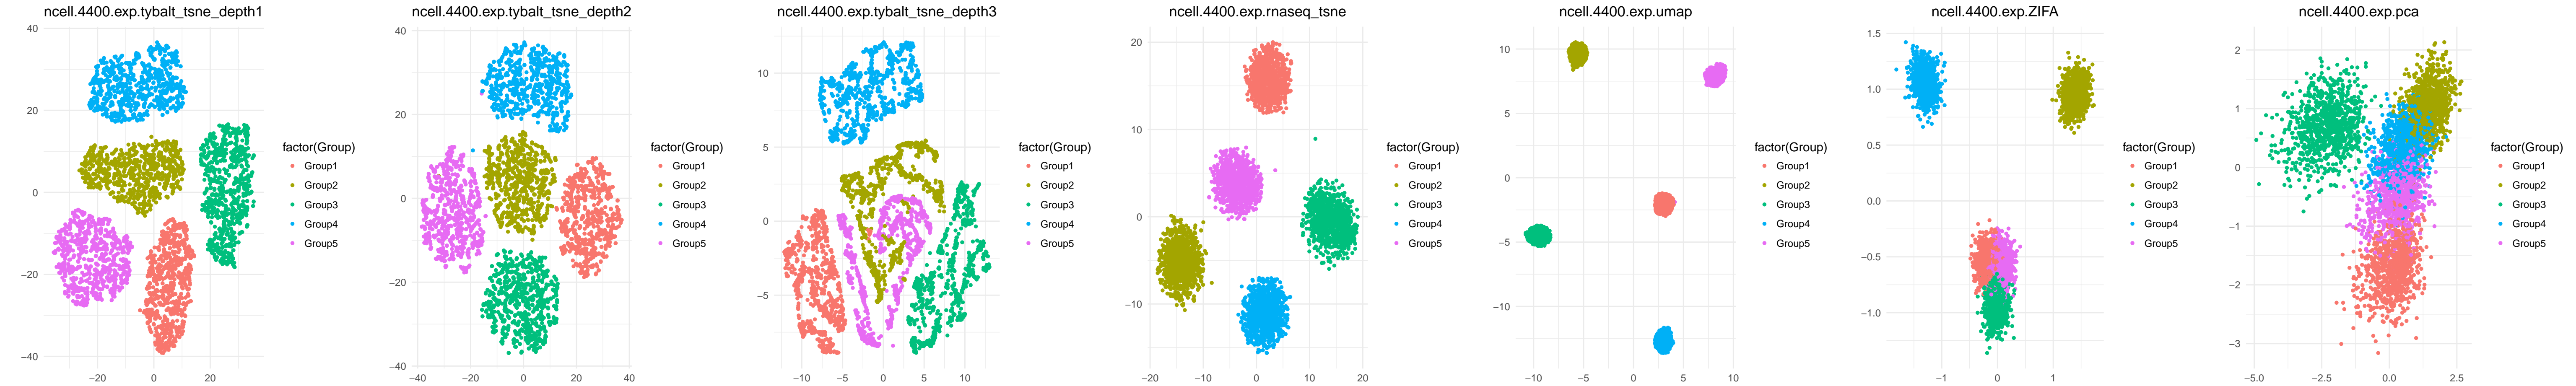 ncell.4400.exp.tybalt_tsne_depth1
40
20
0
−20
−40
−20 0 20
factor(Group)
Group1
Group2
Group3
Group4
Group5
ncell.4400.exp.tybalt_tsne_depth2
40
20
0
−20
−40
−40 −20 0 20 40
factor(Group)
Group1
Group2
Group3
Group4
Group5
ncell.4400.exp.tybalt_tsne_depth3
10
5
0
−5
−10 −5 0 5 10
factor(Group)
Group1
Group2
Group3
Group4
Group5
ncell.4400.exp.rnaseq_tsne
20
10
0
−10
−20 −10 0 10 20
factor(Group)
Group1
Group2
Group3
Group4
Group5
ncell.4400.exp.umap
10
5
0
−5
−10
−10 −5 0 5 10
factor(Group)
Group1
Group2
Group3
Group4
Group5
ncell.4400.exp.ZIFA
1.5
1.0
0.5
0.0
−0.5
−1.0
−1 0 1
factor(Group)
Group1
Group2
Group3
Group4
Group5
ncell.4400.exp.pca
2
1
0
−1
−2
−3
−5.0 −2.5 0.0 2.5
factor(Group)
Group1
Group2
Group3
Group4
Group5